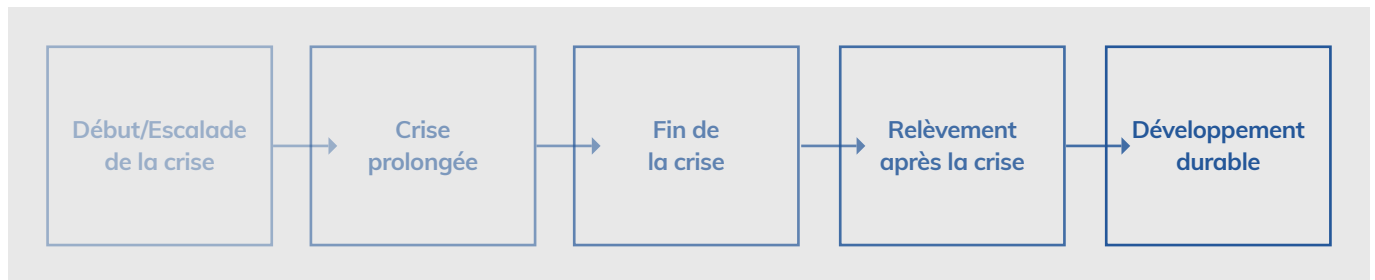 Début/Escalade
de la crise
Crise
prolongée
Fin de
la crise
Relèvement
après la crise
Développement
durable